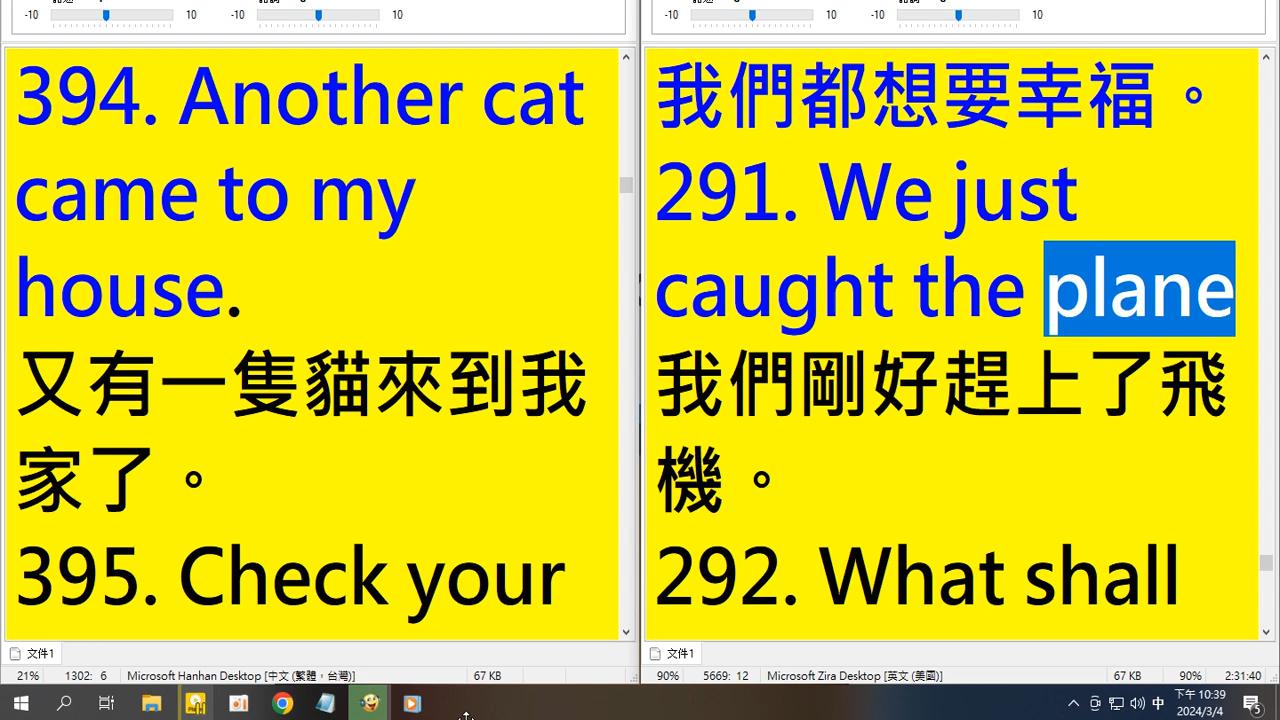 -10 10 -10 10
394. Another cat
came to my
house.
又有一隻貓來到我
家了。
395. Check your
文件1
21% 1302: 6 Microsoft Hanhan Desktop [中文 (繁體，台灣)] 67 KB
-10 10 -10 10
我們都想要幸福。
291. We just
caught the plane
我們剛好趕上了飛
機。
292. What shall
文件1
90% 5669: 12 Microsoft Zira Desktop [英文 (美國)] 67 KB 90% 2:31:40
中 下午 10:39
2024/3/4
5